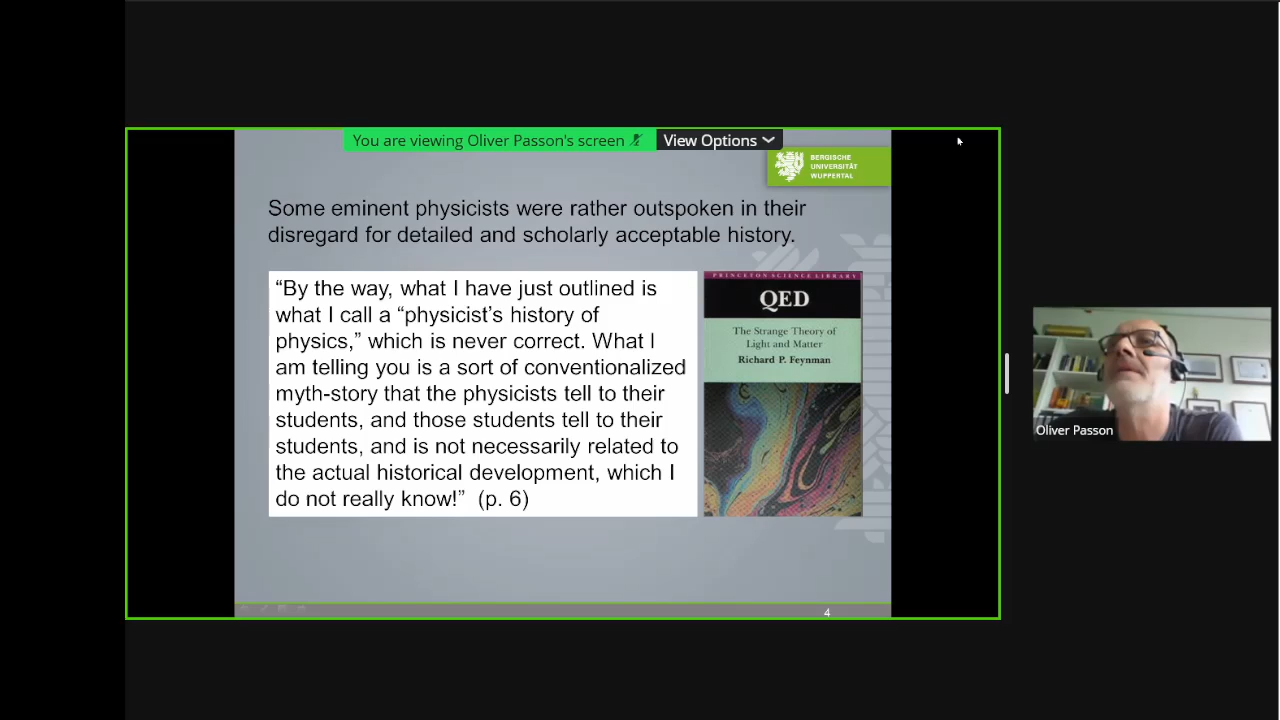 You are viewing Oliver Passon's screen
View Options
BERGISCHE
UNIVERSITÄT
WUPPERTAL
Some eminent physicists were rather outspoken in their
disregard for detailed and scholarly acceptable history.
“By the way, what I have just outlined is
what I call a “physicist’s history of
physics,” which is never correct. What I
am telling you is a sort of conventionalized
myth-story that the physicists tell to their
students, and those students tell to their
students, and is not necessarily related to
the actual historical development, which I
do not really know!” (p. 6)
PRINCETON SCIENCE LIBRARY
QED
The Strange Theory of
Light and Matter
Richard P. Feynman
4
Oliver Passon